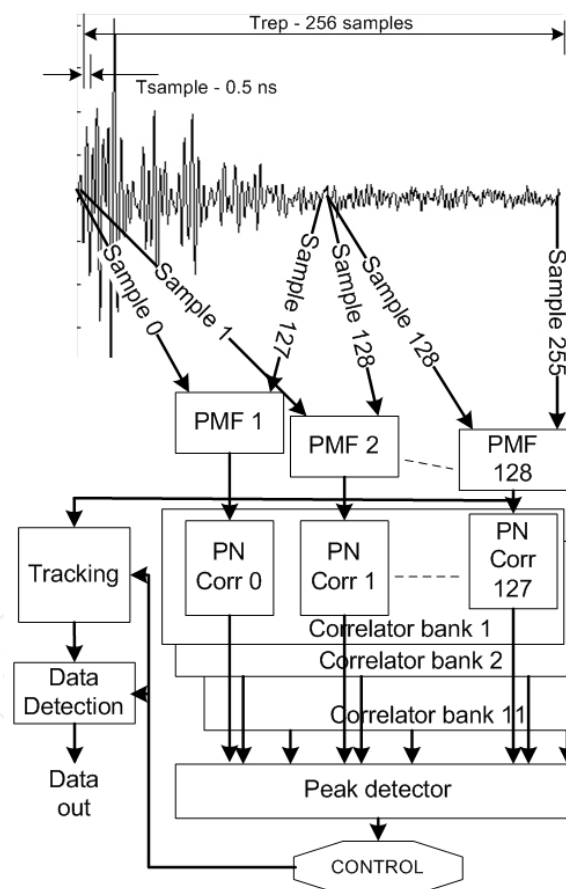 Trep - 256 samples
Tsample - 0.5 ns
Sample 0
Sample 1
Sample 127
Sample 128
Sample 128
Sample 255
PMF 1
PMF 2
PMF
128
Tracking
PN
Corr 0
PN
Corr 1
PN
Corr
127
Correlator bank 1
Correlator bank 2
Correlator bank 11
Data
Detection
Data
out
Peak detector
CONTROL